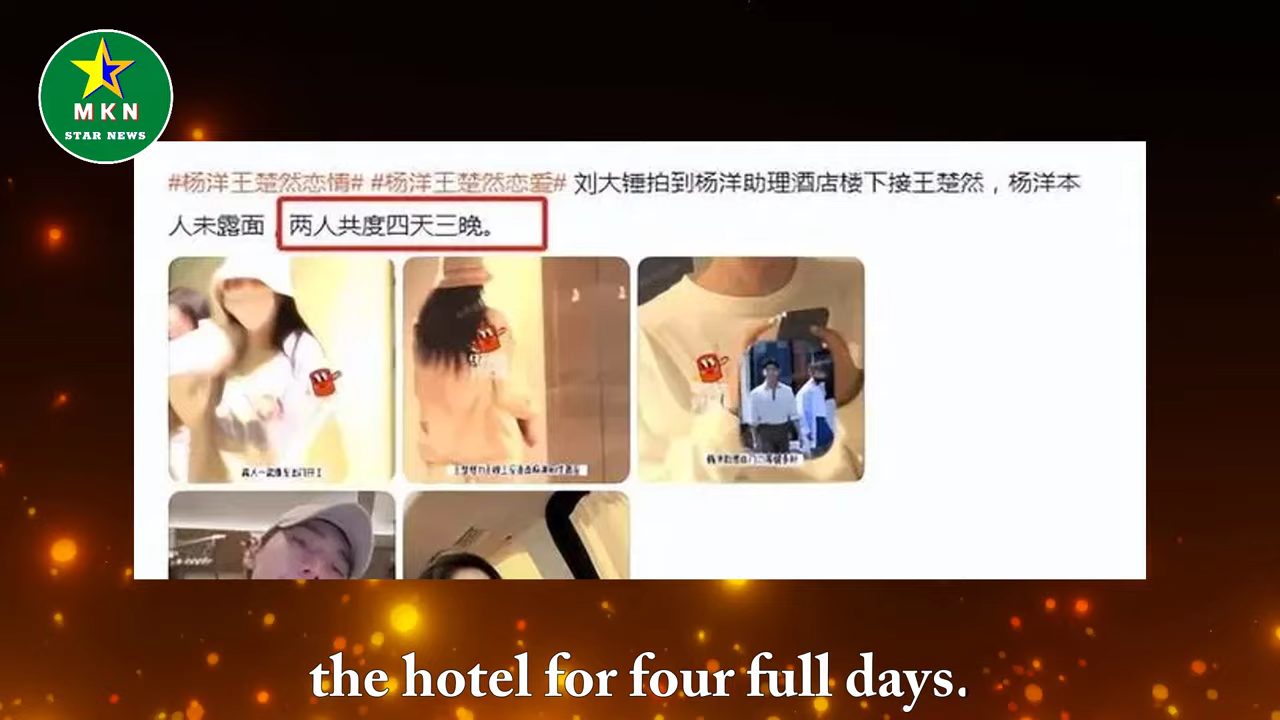 MKN
STAR NEWS
#杨洋王楚然恋情# #杨洋王楚然恋爱# 刘大锤拍到杨洋助理酒店楼下接王楚然，杨洋本
人未露面，两人共度四天三晚。
the hotel for four full days.